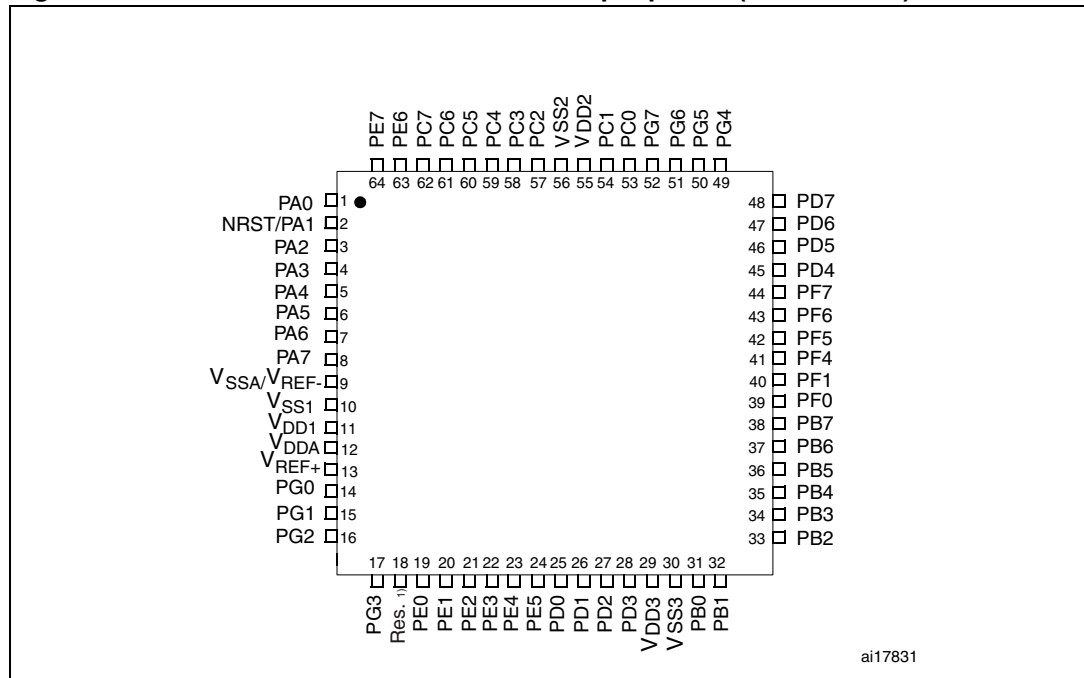 PE7 PE6 PC7 PC6 PC5 PC4 PC3 PC2 VSS2 VDD2 PC1 PC0 PG7 PG6 PG5 PG4
64 63 62 61 60 59 58 57 56 55 54 53 52 51 50 49
PA0 1 48 PD7
NRST/PA1 2 47 PD6
PA2 3 46 PD5
PA3 4 45 PD4
PA4 5 44 PF7
PA5 6 43 PF6
PA6 7 42 PF5
PA7 8 41 PF4
VSSA/VREF- 9 40 PF1
VSS1 10 39 PF0
VDD1 11 38 PB7
VDDA 12 37 PB6
VREF+ 13 36 PB5
PG0 14 35 PB4
PG1 15 34 PB3
PG2 16 33 PB2
17 18 19 20 21 22 23 24 25 26 27 28 29 30 31 32
PG3 Res. 1) PE0 PE1 PE2 PE3 PE4 PE5 PD0 PD1 PD2 PD3 VDD3 VSS3 PB0 PB1
ai17831